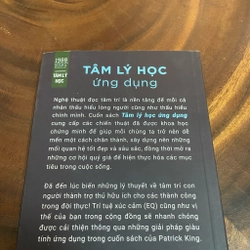 1980 BOOKS
TÂM LÝ HỌC
TÂM LÝ HỌC
ứng dụng
Nghệ thuật đọc tâm trí là nền tảng để mỗi cá
nhân thấu hiểu lòng người cũng như thấu hiểu
chính mình. Cuốn sách Tâm lý học ứng dụng
cung cấp các chiến thuật đã được khoa học
chứng minh để giúp mỗi chúng ta trở nên dễ
mến một cách chân thành, xây dựng nên những
mối quan hệ tốt đẹp và sâu sắc, đồng thời mở ra
những cơ hội quý giá để hiện thực hóa các mục
tiêu trong cuộc sống.
Đã đến lúc biến những lý thuyết về tâm trí con
người thành trợ thủ hữu ích cho các thành công
trong đời thực! Trí tuệ xúc cảm (EQ) cũng như vị
thế của bạn trong cộng đồng sẽ nhanh chóng
được cải thiện thông qua những giải pháp giàu
tính ứng dụng trong cuốn sách của Patrick King.